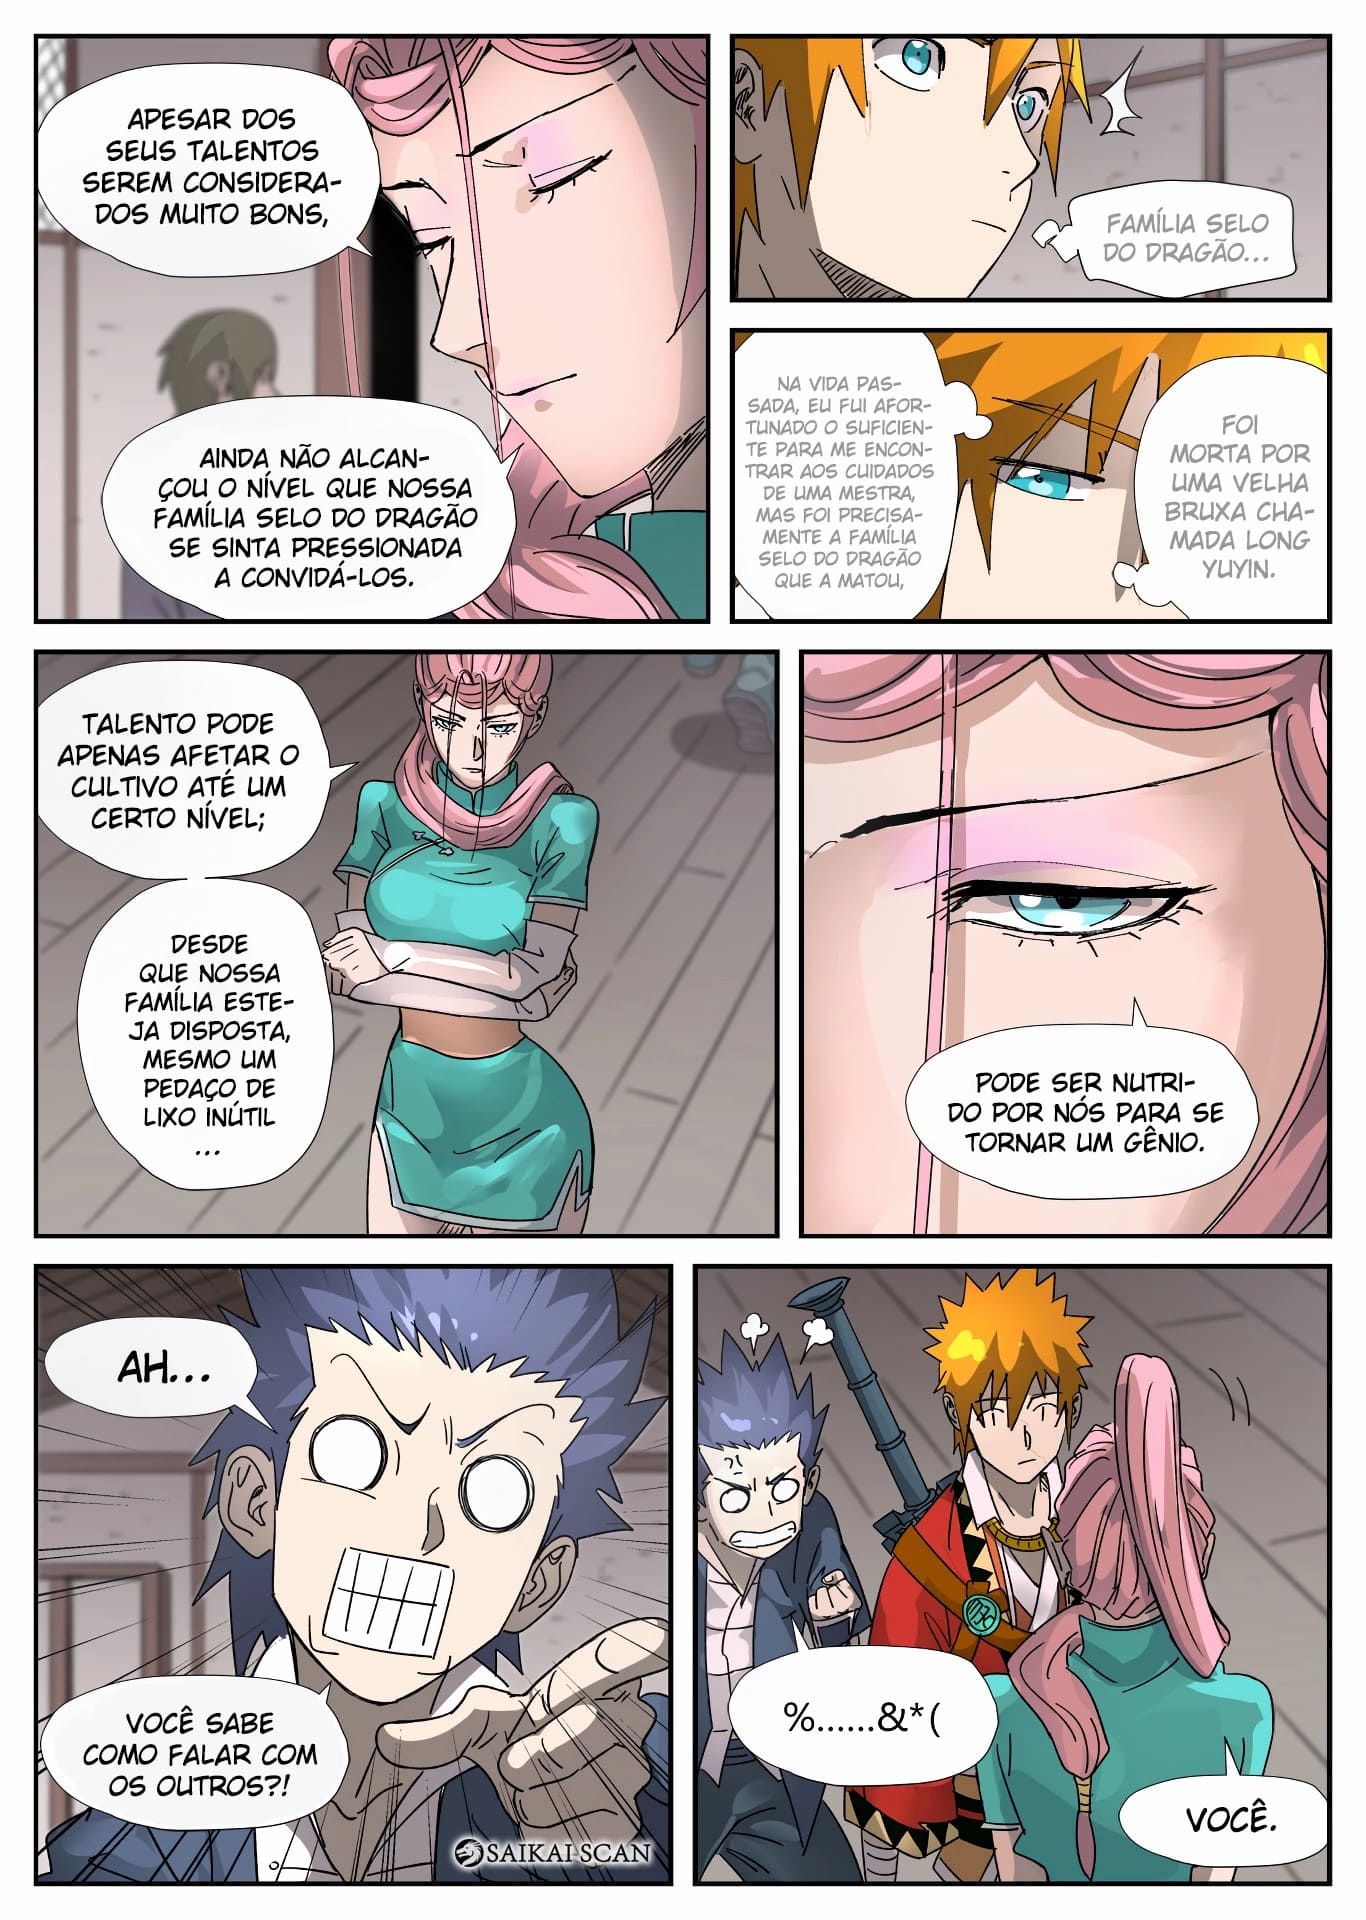 APESAR DOS
SEUS TALENTOS
SEREM CONSIDERA-
DOS MUITO BONS,
AINDA NÃO ALCAN-
ÇOU O NÍVEL QUE NOSSA
FAMÍLIA SELO DO DRAGÃO
SE SINTA PRESSIONADA
A CONVIDÁ-LOS.
FAMÍLIA SELO
DO DRAGÃO...
NA VIDA PAS-
SADA, EU FUI AFOR-
TUNADO O SUFICIEN-
TE PARA ME ENCON-
TRAR AOS CUIDADOS
DE UMA MESTRA,
MAS FOI PRECISA-
MENTE A FAMÍLIA
SELO DO DRAGÃO
QUE A MATOU,
FOI
MORTA POR
UMA VELHA
BRUXA CHA-
MADA LONG
YUYIN.
TALENTO PODE
APENAS AFETAR O
CULTIVO ATÉ UM
CERTO NÍVEL;
DESDE
QUE NOSSA
FAMÍLIA ESTE-
JA DISPOSTA,
MESMO UM
PEDAÇO DE
LIXO INÚTIL
...
PODE SER NUTRI-
DO POR NÓS PARA SE
TORNAR UM GÊNIO.
AH...
VOCÊ SABE
COMO FALAR COM
OS OUTROS?!
%......&*(
VOCÊ.
SAIKAI SCAN